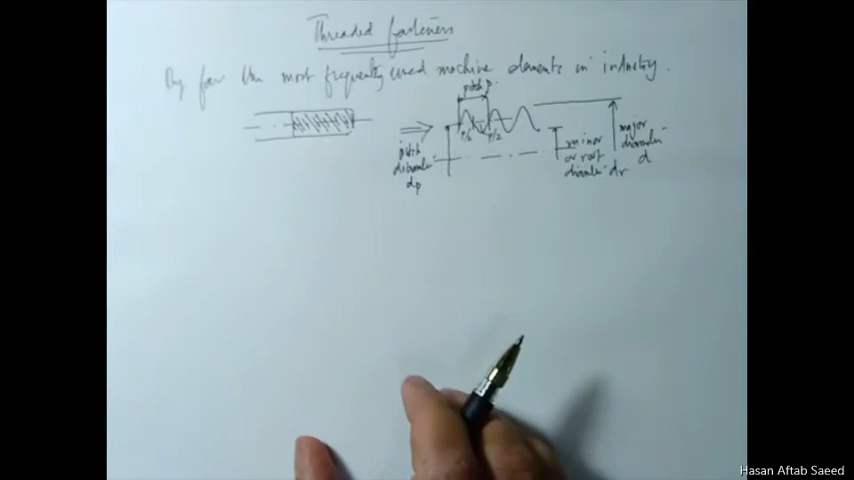 Threaded fasteners
By far the most frequently used machine elements in industry.
pitch p
p/2 p/2
pitch diameter dp
minor or root diameter dr
major diameter d
Hasan Aftab Saeed